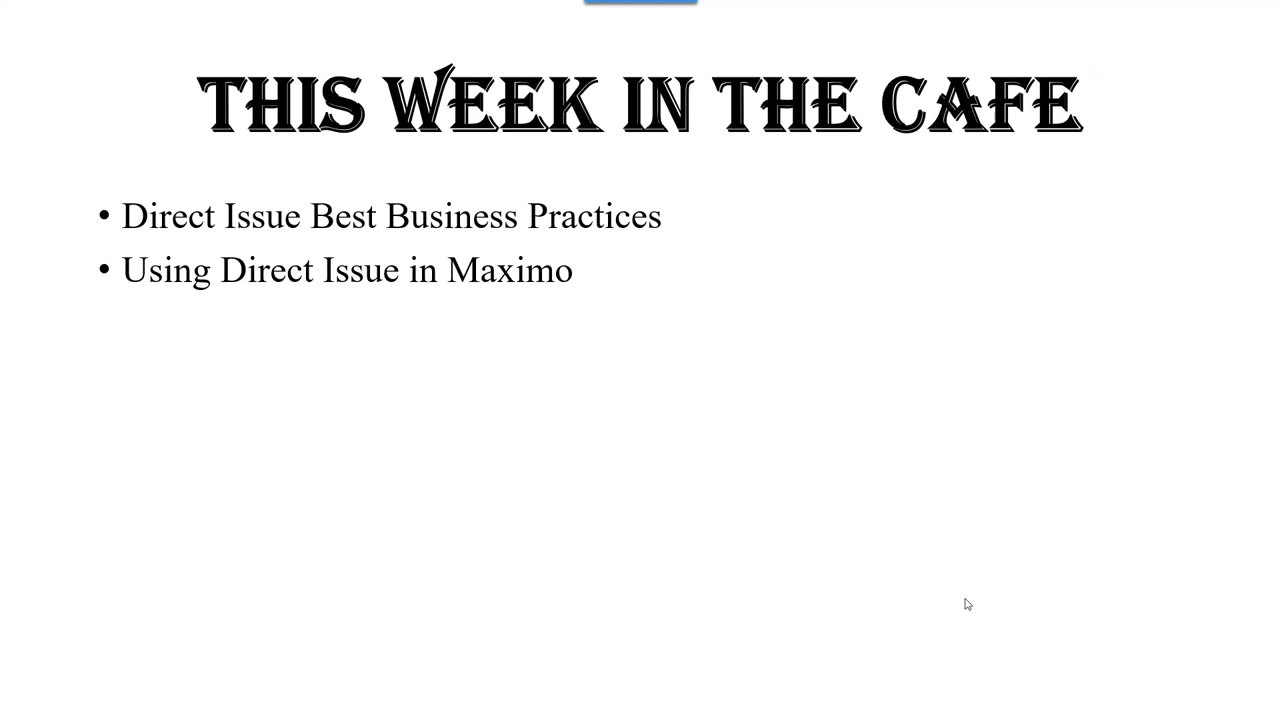 THIS WEEK IN THE CAFE
• Direct Issue Best Business Practices
• Using Direct Issue in Maximo